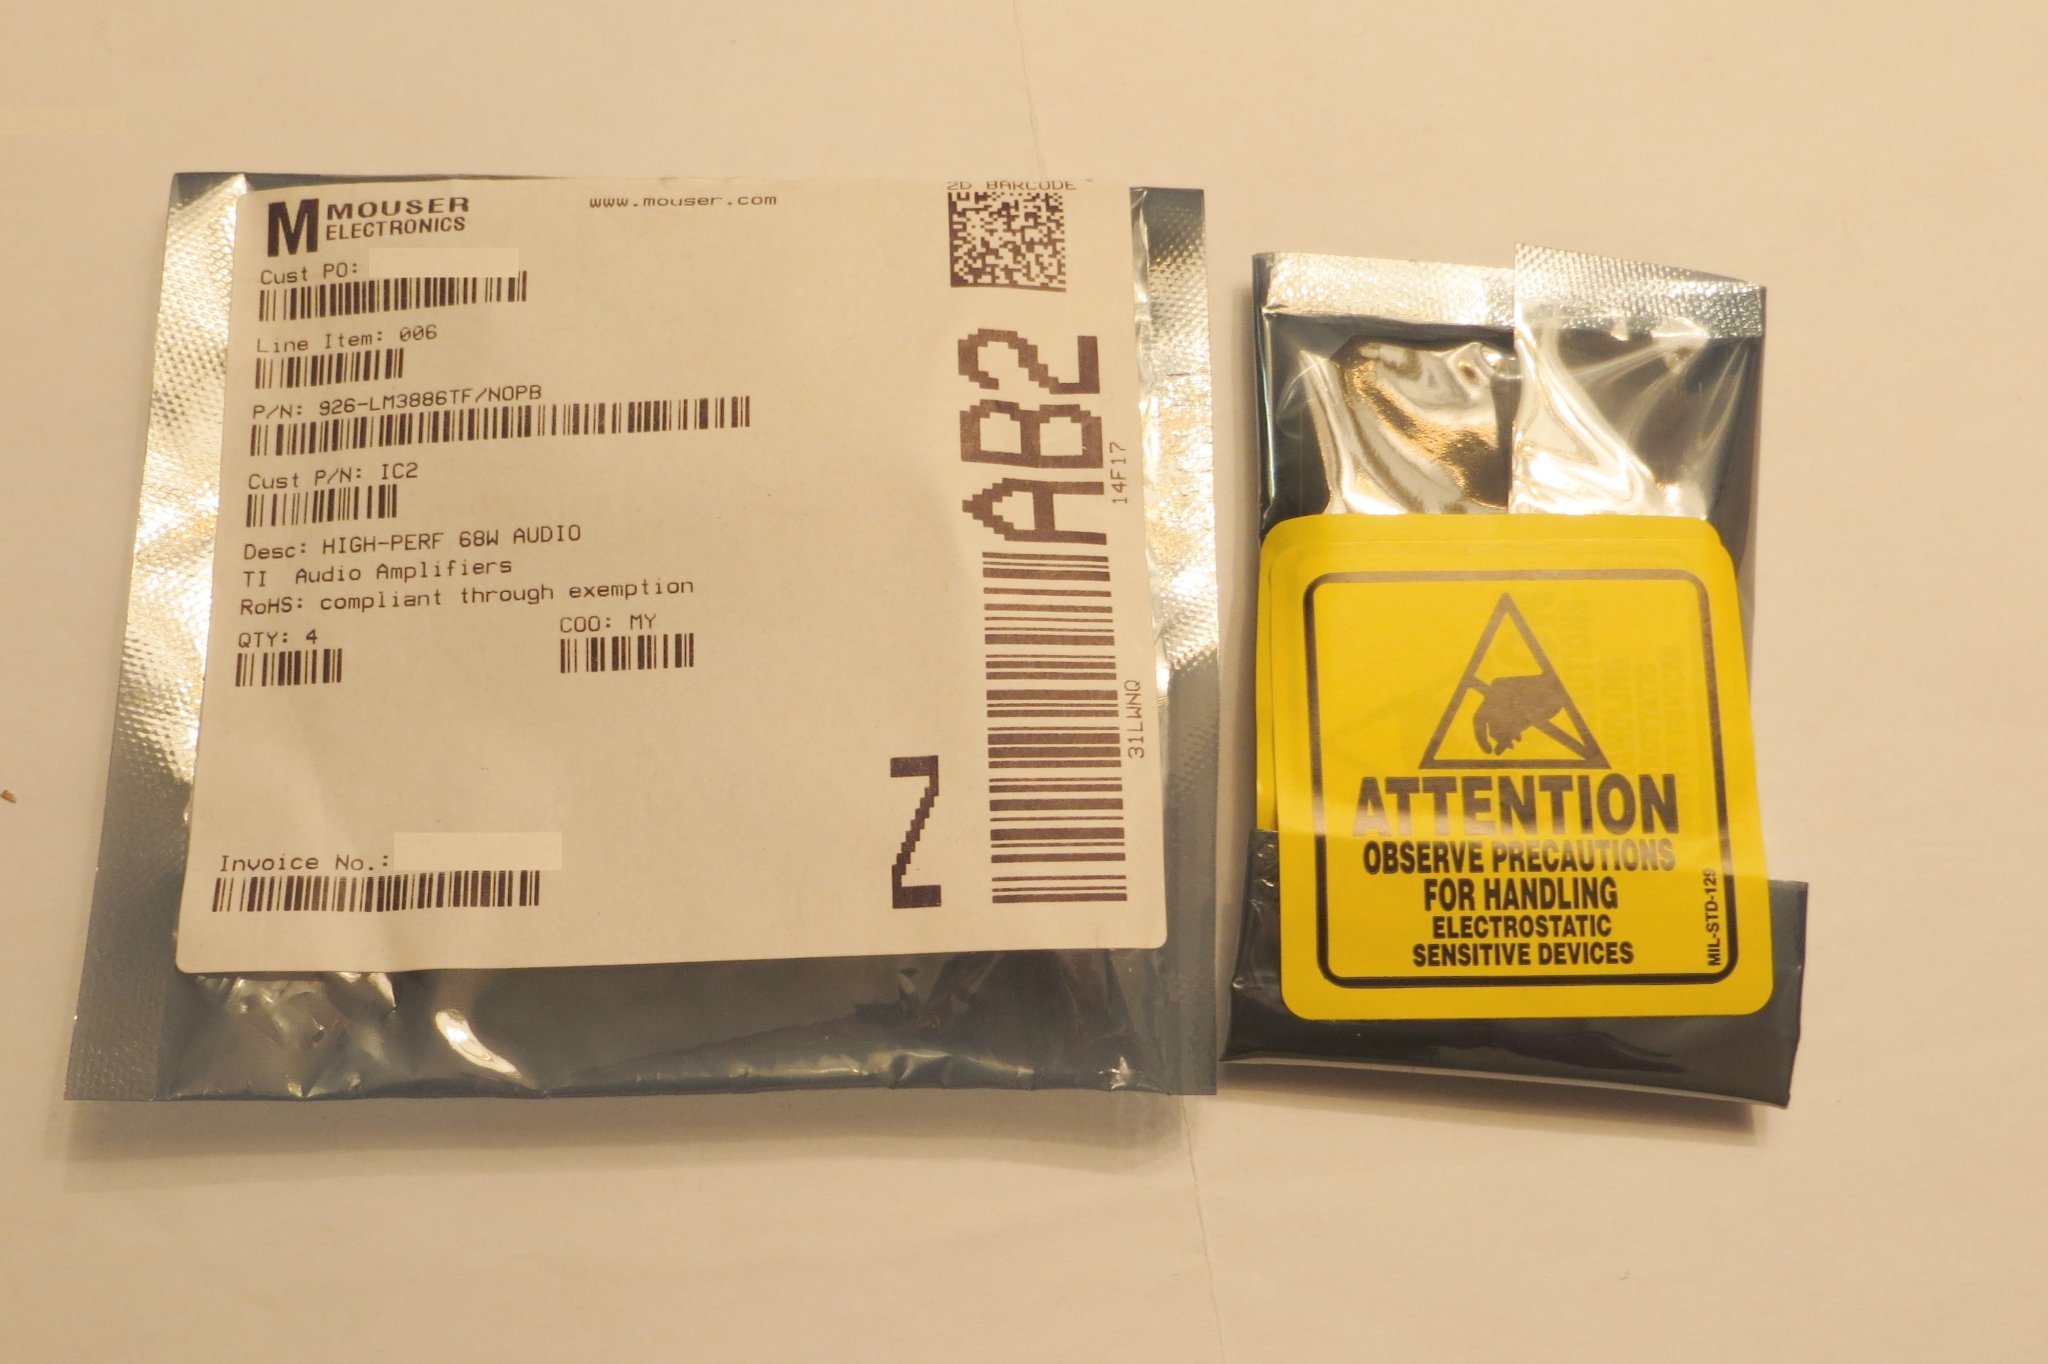 MOUSER
ELECTRONICS
www.mouser.com
2D BARCODE
Cust PO:
Line Item: 006
P/N: 926-LM3886TF/NOPB
Cust P/N: IC2
Desc: HIGH-PERF 68W AUDIO
TI Audio Amplifiers
RoHS: compliant through exemption
QTY: 4
COO: MY
Invoice No.:
AB2
14F17
31LWNQ
Z
ATTENTION
OBSERVE PRECAUTIONS
FOR HANDLING
ELECTROSTATIC
SENSITIVE DEVICES
MIL-STD-129